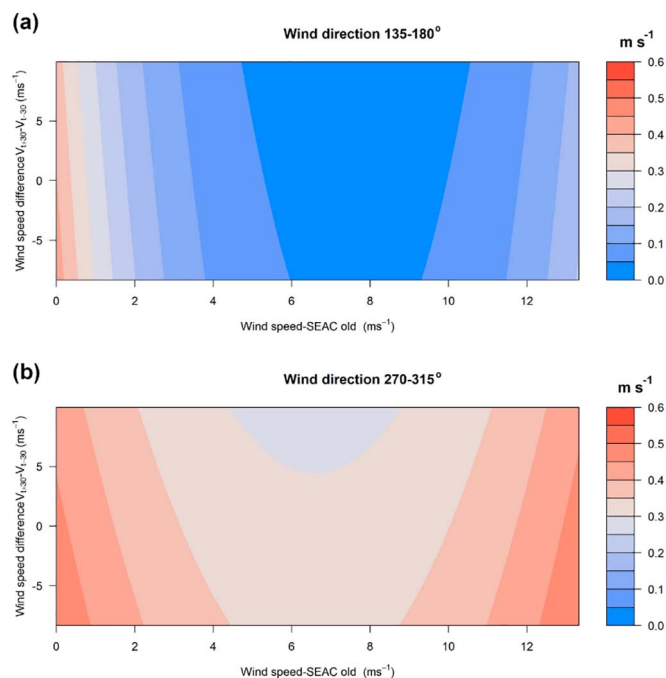 (a)
Wind direction 135-180°
m s⁻¹
Wind speed difference V₁₊₃₀-V₁₋₃₀ (ms⁻¹)
5
0
-5
0 2 4 6 8 10 12
Wind speed-SEAC old (ms⁻¹)
0.6
0.5
0.4
0.3
0.2
0.1
0.0
(b)
Wind direction 270-315°
m s⁻¹
Wind speed difference V₁₊₃₀-V₁₋₃₀ (ms⁻¹)
5
0
-5
0 2 4 6 8 10 12
Wind speed-SEAC old (ms⁻¹)
0.6
0.5
0.4
0.3
0.2
0.1
0.0